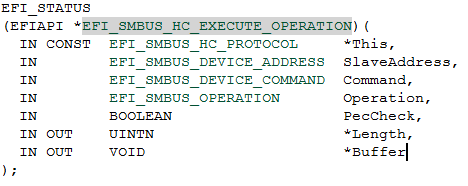 EFI_STATUS
(EFIAPI *EFI_SMBUS_HC_EXECUTE_OPERATION)(
IN CONST EFI_SMBUS_HC_PROTOCOL *This,
IN EFI_SMBUS_DEVICE_ADDRESS SlaveAddress,
IN EFI_SMBUS_DEVICE_COMMAND Command,
IN EFI_SMBUS_OPERATION Operation,
IN BOOLEAN PecCheck,
IN OUT UINTN *Length,
IN OUT VOID *Buffer
);